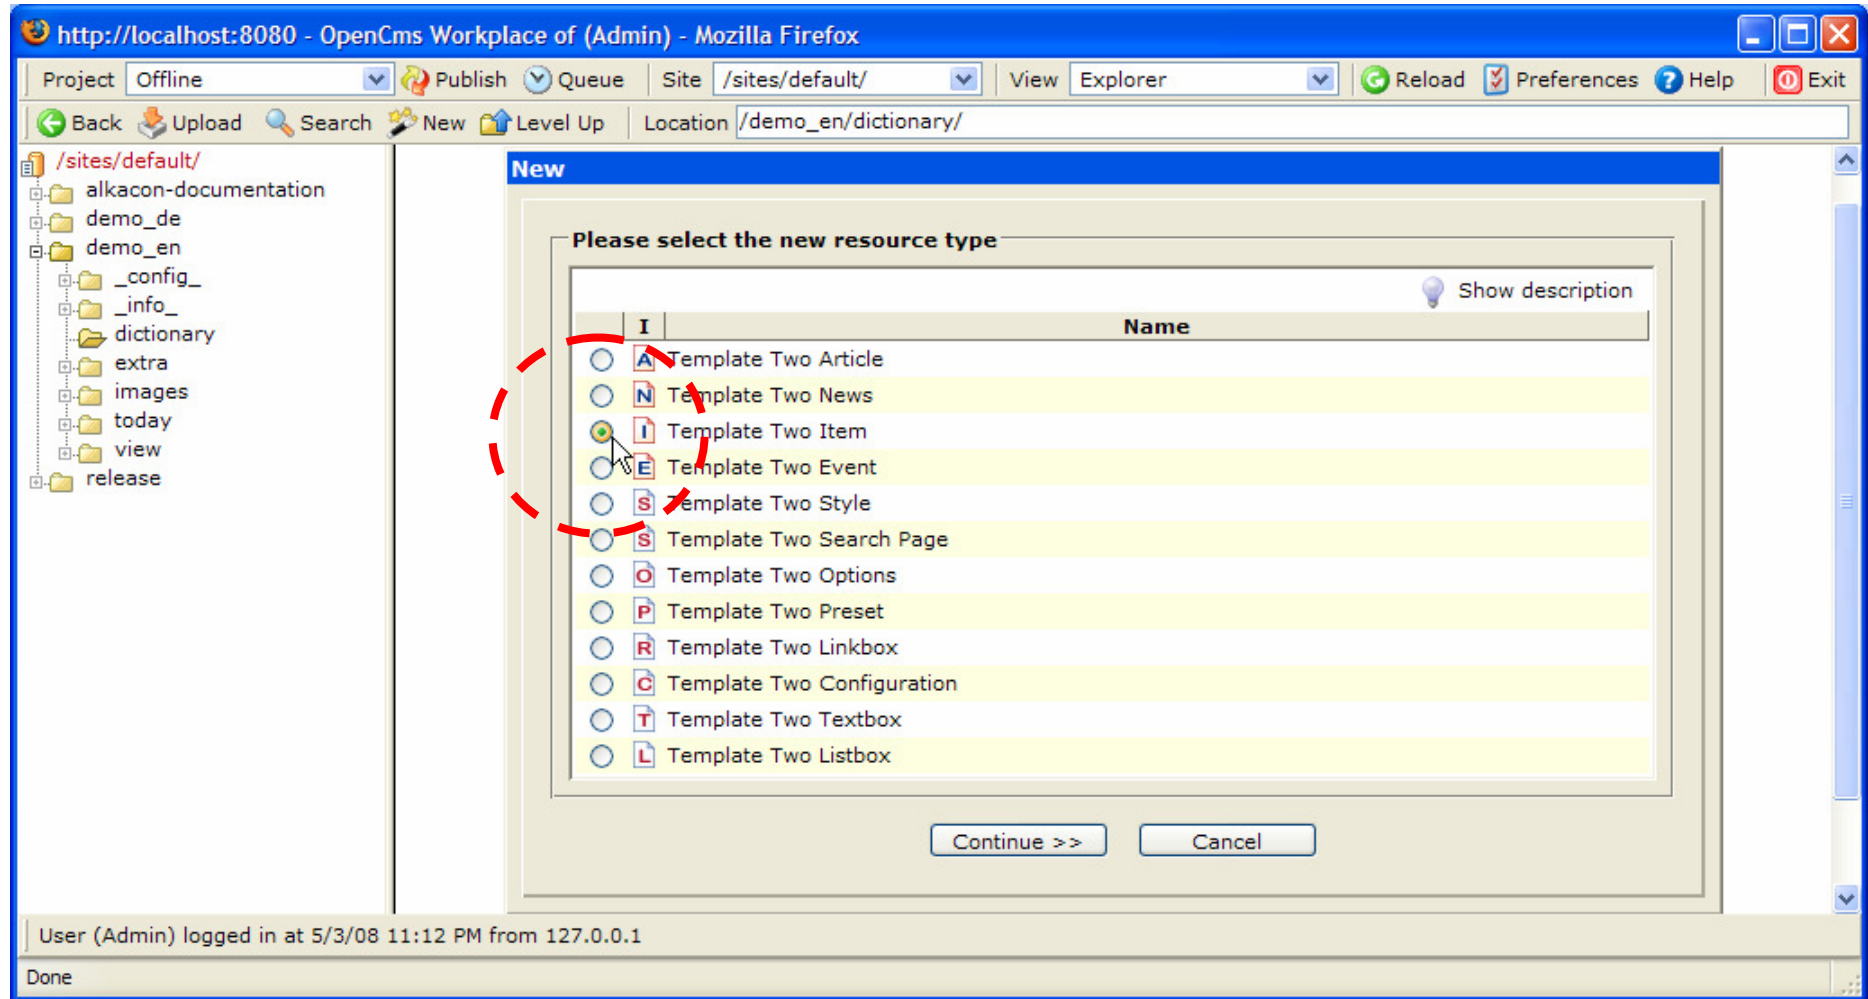 http://localhost:8080 - OpenCms Workplace of (Admin) - Mozilla Firefox
Project Offline Publish Queue Site /sites/default/ View Explorer Reload Preferences Help Exit
Back Upload Search New Level Up Location /demo_en/dictionary/
/sites/default/
alkacon-documentation
demo_de
demo_en
_config_
_info_
dictionary
extra
images
today
view
release
New
Please select the new resource type
Show description
I Name
A Template Two Article
N Template Two News
I Template Two Item
E Template Two Event
S Template Two Style
S Template Two Search Page
O Template Two Options
P Template Two Preset
R Template Two Linkbox
C Template Two Configuration
T Template Two Textbox
L Template Two Listbox
Continue >> Cancel
User (Admin) logged in at 5/3/08 11:12 PM from 127.0.0.1
Done